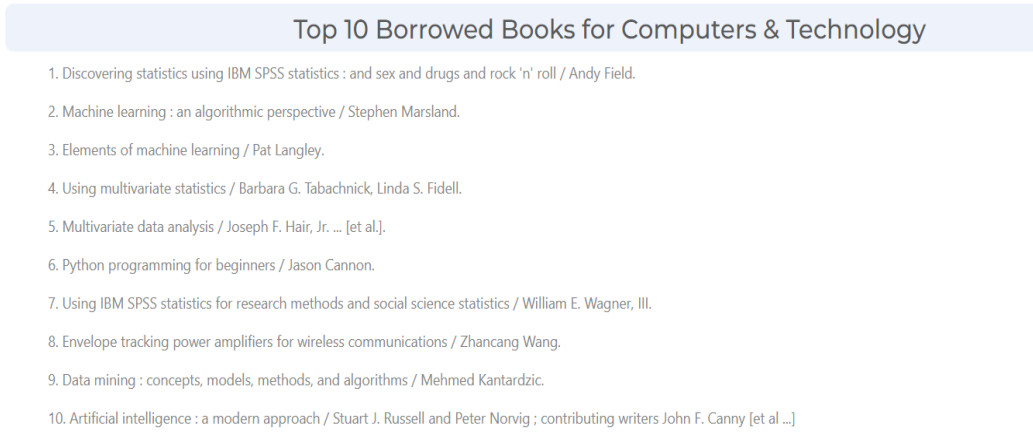 Top 10 Borrowed Books for Computers & Technology
1. Discovering statistics using IBM SPSS statistics : and sex and drugs and rock 'n' roll / Andy Field.
2. Machine learning : an algorithmic perspective / Stephen Marsland.
3. Elements of machine learning / Pat Langley.
4. Using multivariate statistics / Barbara G. Tabachnick, Linda S. Fidell.
5. Multivariate data analysis / Joseph F. Hair, Jr. ... [et al.].
6. Python programming for beginners / Jason Cannon.
7. Using IBM SPSS statistics for research methods and social science statistics / William E. Wagner, III.
8. Envelope tracking power amplifiers for wireless communications / Zhancang Wang.
9. Data mining : concepts, models, methods, and algorithms / Mehmed Kantardzic.
10. Artificial intelligence : a modern approach / Stuart J. Russell and Peter Norvig ; contributing writers John F. Canny [et al ...]